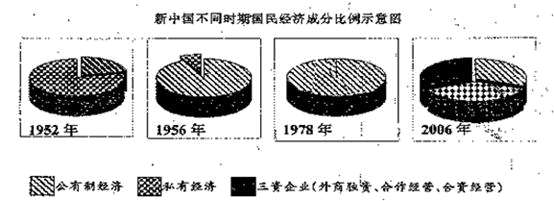 新中国不同时期国民经济成分比例示意图
1952 年
1956 年
1978 年
2006 年
公有制经济 私有经济 三资企业(外商独资、合作经营、合资经营)